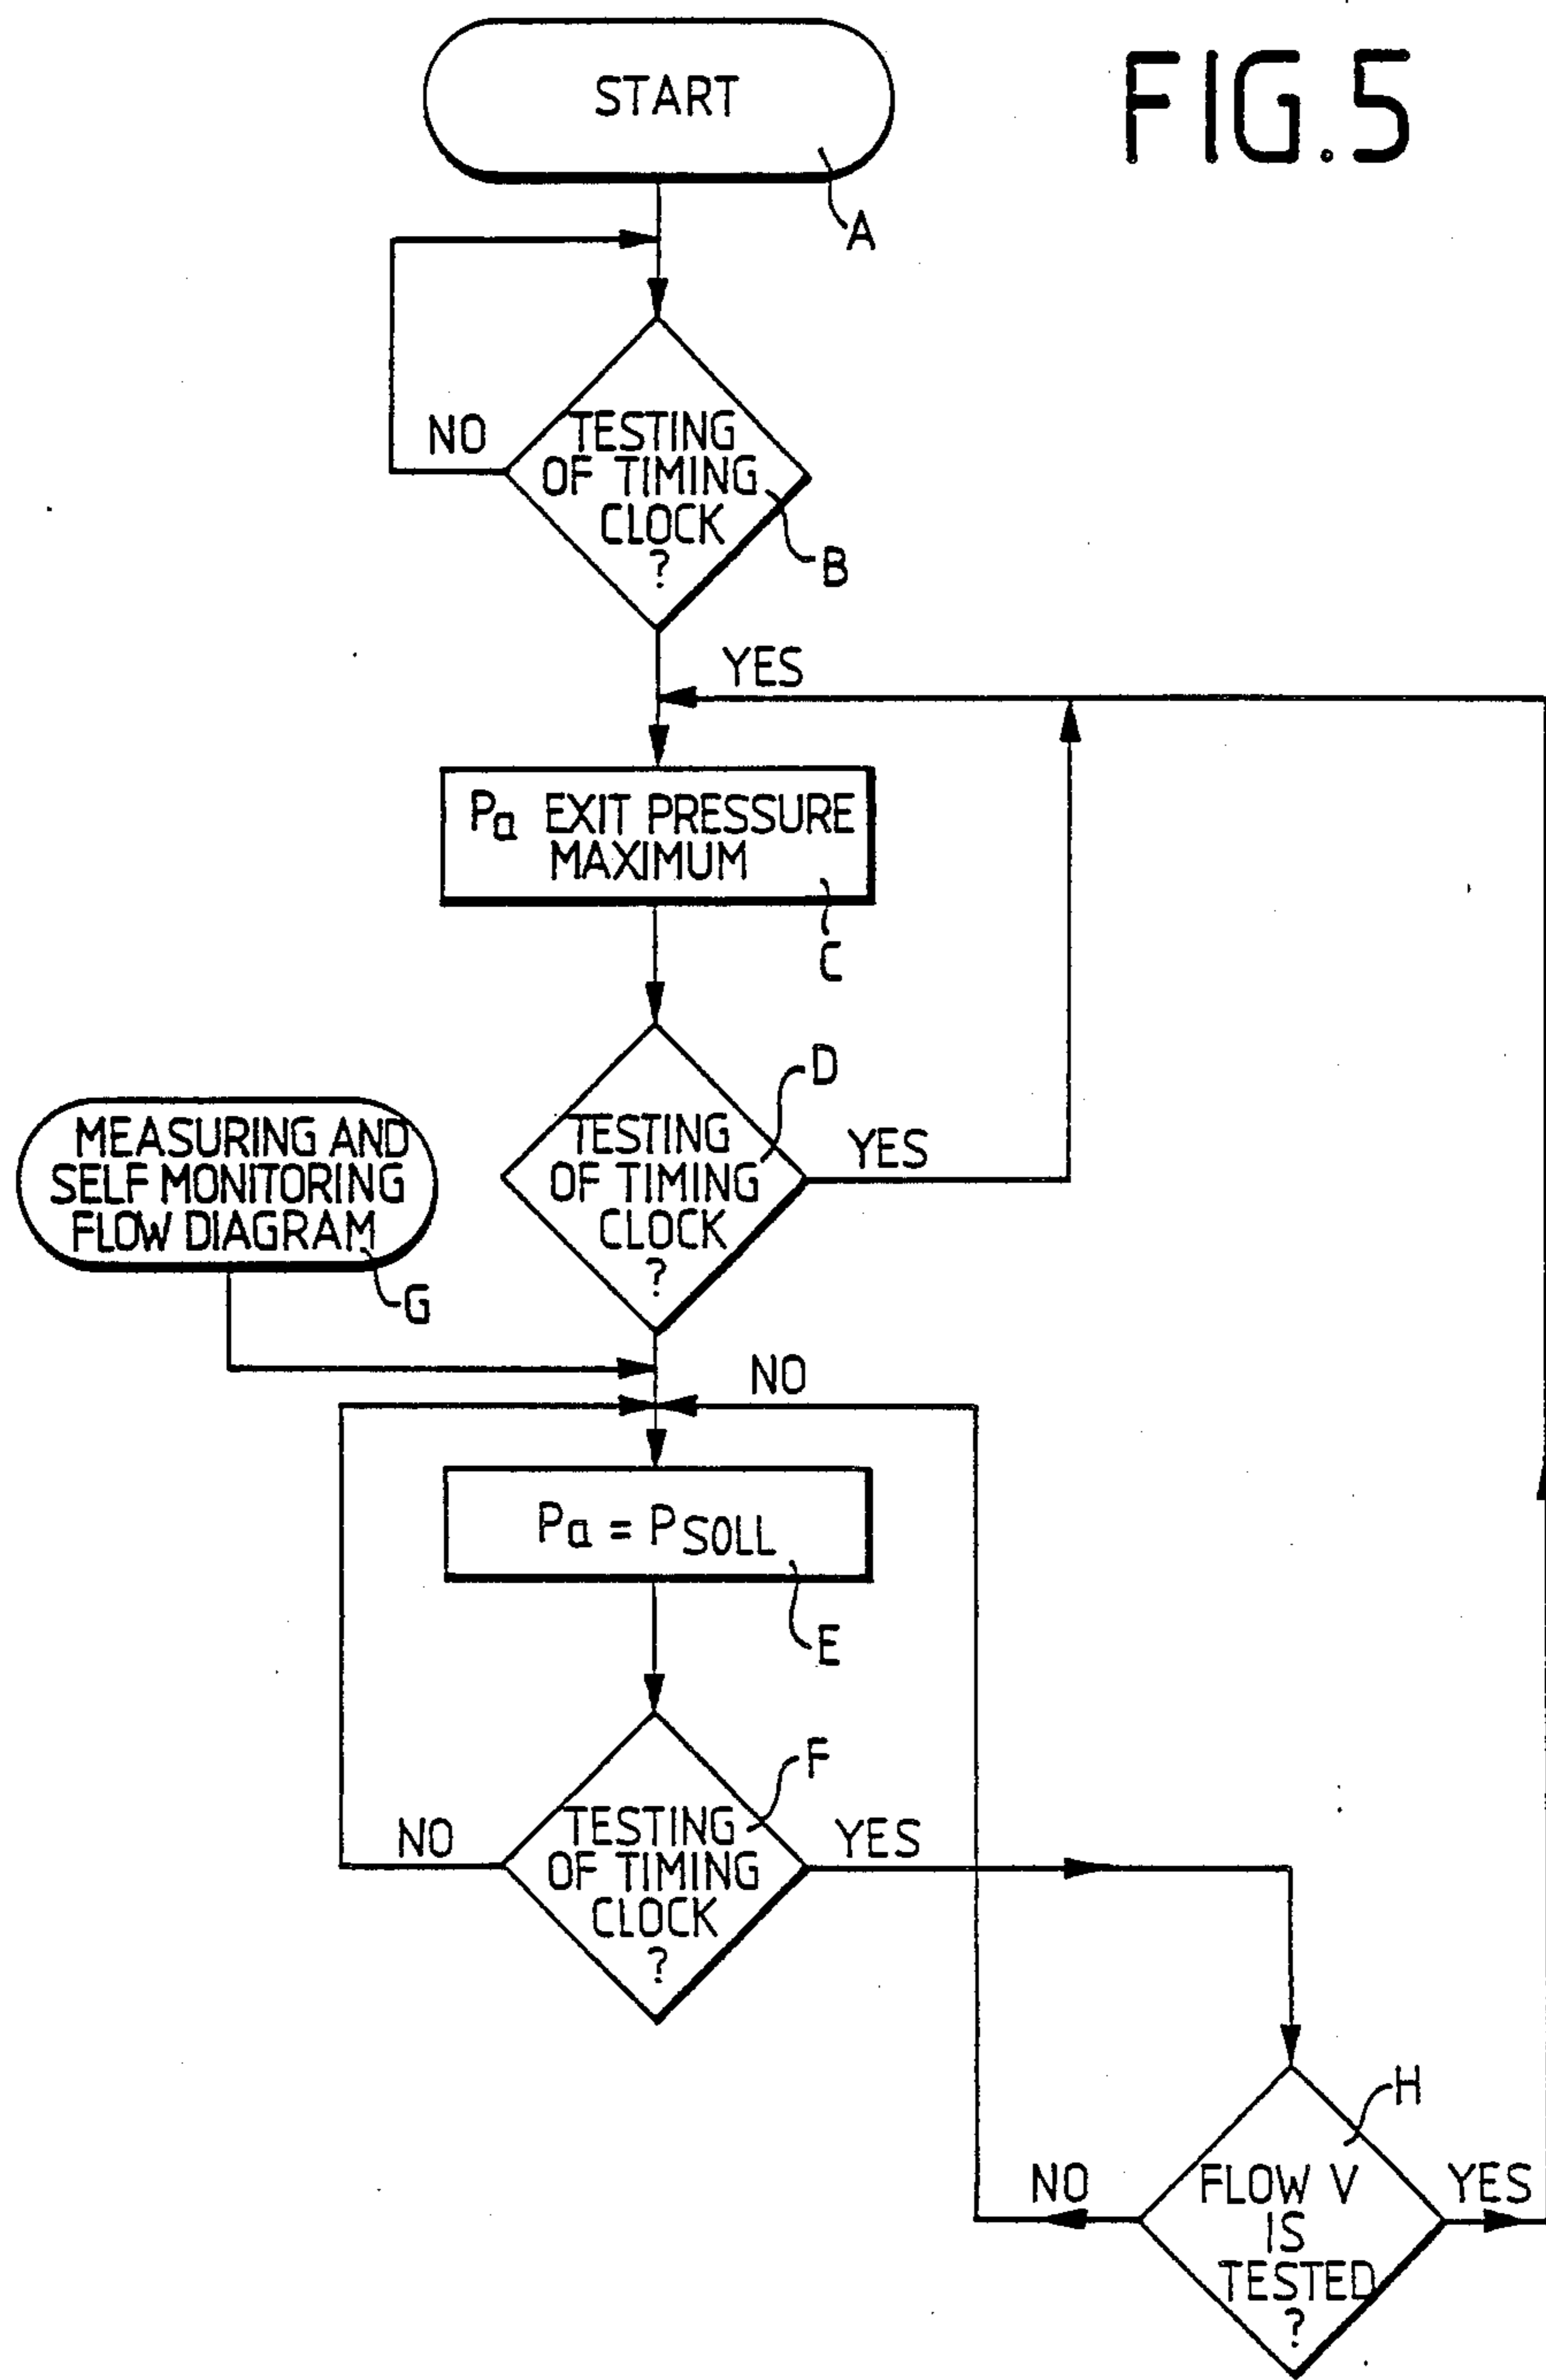 FIG.5
START
A
NO
TESTING
OF TIMING
CLOCK
?
B
YES
Pa EXIT PRESSURE
MAXIMUM
C
D
TESTING
OF TIMING
CLOCK
?
YES
MEASURING AND
SELF MONITORING
FLOW DIAGRAM
G
NO
Pa = PSOLL
E
F
NO
TESTING
OF TIMING
CLOCK
?
YES
H
NO
FLOW V
IS
TESTED
?
YES